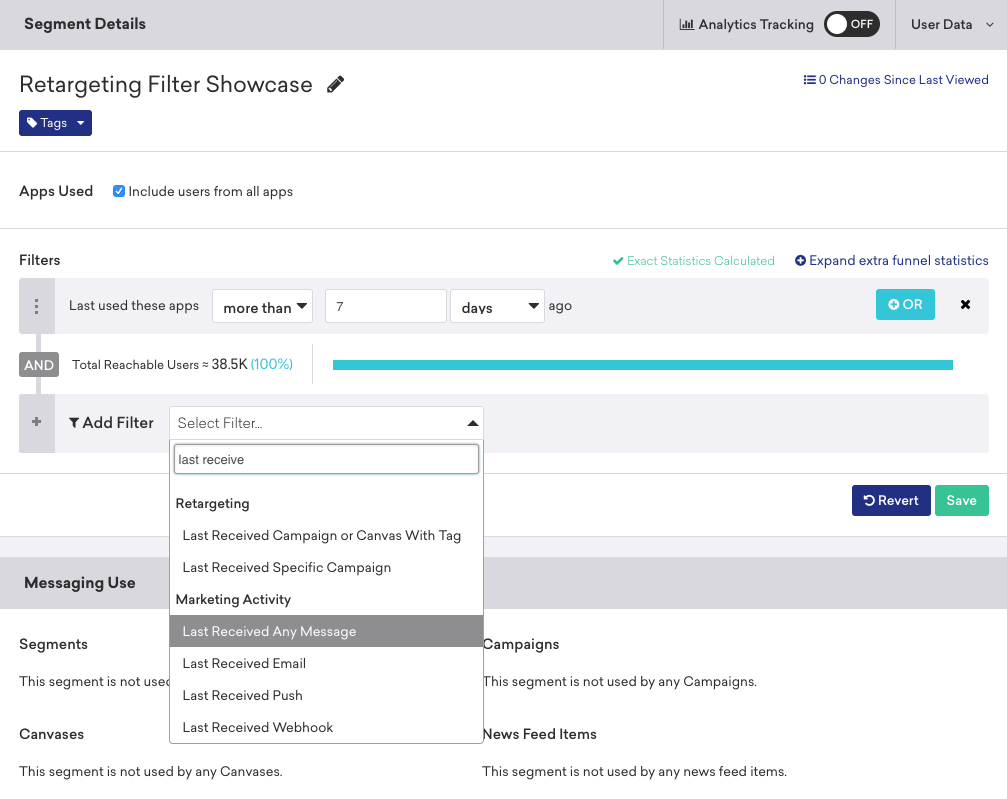 Segment Details
Analytics Tracking OFF User Data
Retargeting Filter Showcase
0 Changes Since Last Viewed
Tags
Apps Used Include users from all apps
Filters
Exact Statistics Calculated Expand extra funnel statistics
Last used these apps more than 7 days ago OR
AND Total Reachable Users ≈ 38.5K (100%)
Add Filter Select Filter...
last receive
Retargeting
Last Received Campaign or Canvas With Tag
Last Received Specific Campaign
Marketing Activity
Last Received Any Message
Last Received Email
Last Received Push
Last Received Webhook
Revert Save
Messaging Use
Segments
This segment is not used
Campaigns
This segment is not used by any Campaigns.
Canvases
This segment is not used by any Canvases.
News Feed Items
This segment is not used by any news feed items.